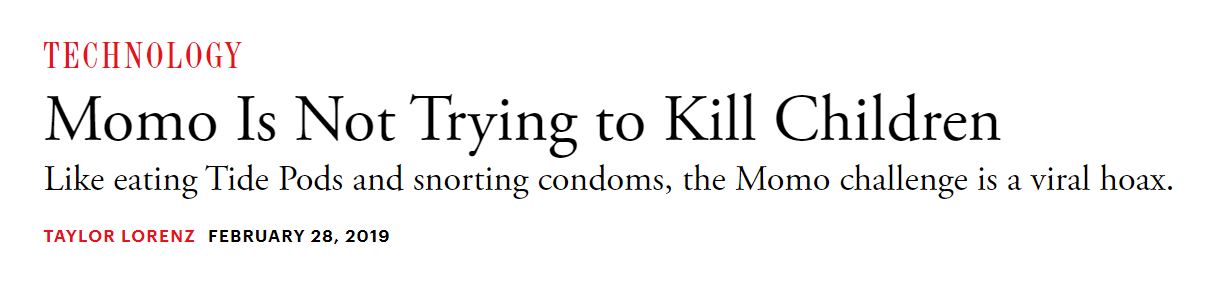 TECHNOLOGY
Momo Is Not Trying to Kill Children
Like eating Tide Pods and snorting condoms, the Momo challenge is a viral hoax.
TAYLOR LORENZ FEBRUARY 28, 2019